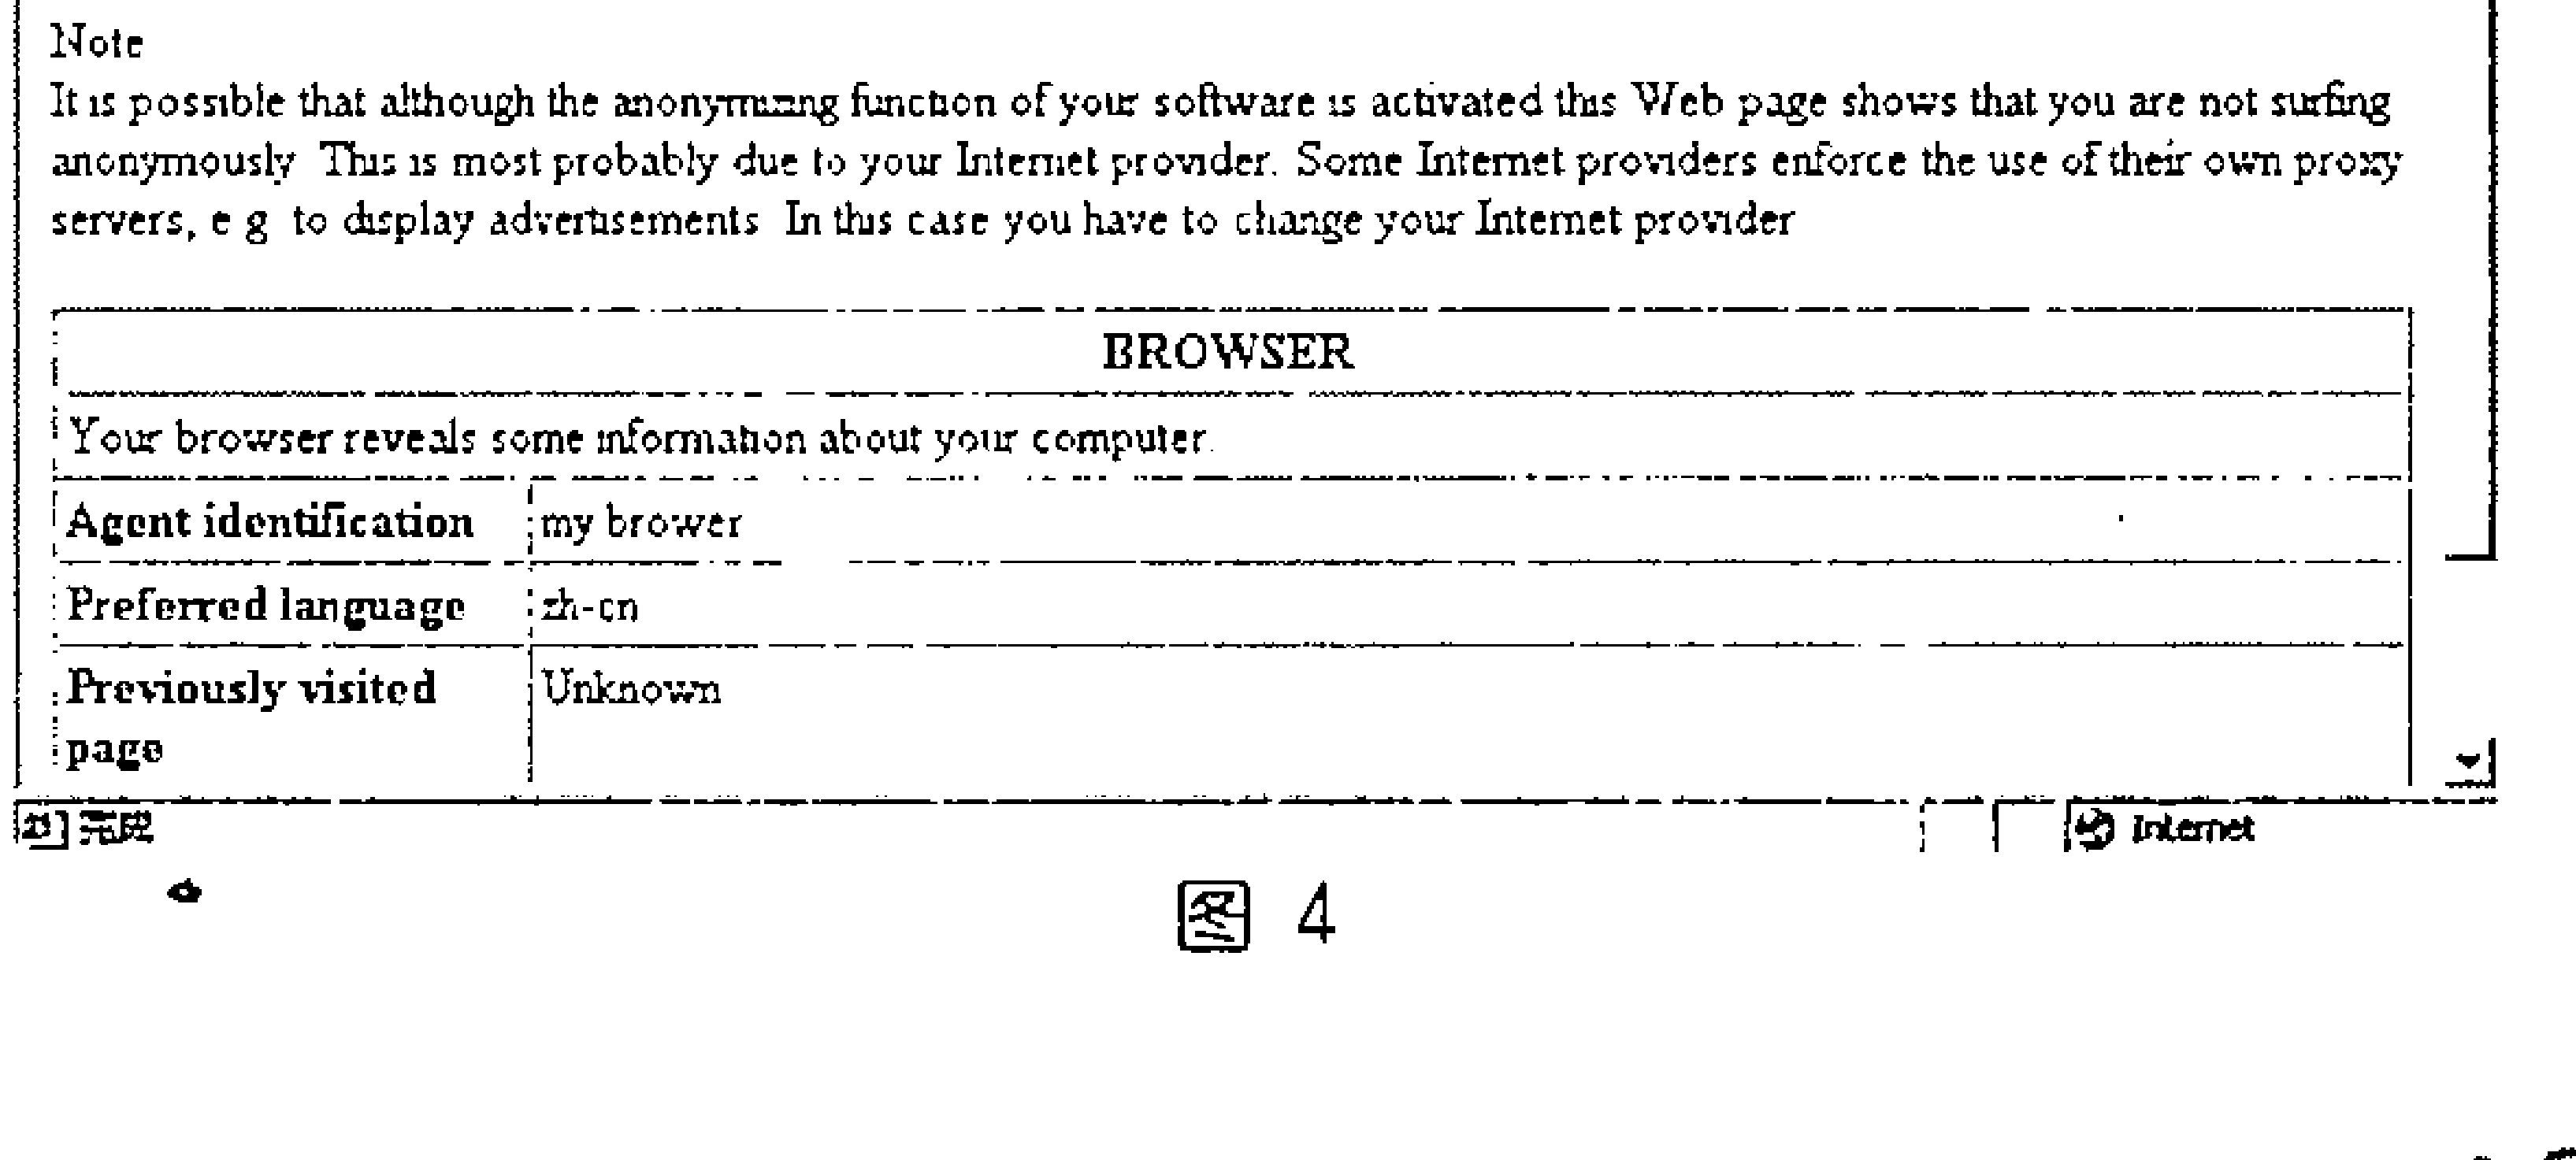 Note
It is possible that although the anonymizing function of your software is activated this Web page shows that you are not surfing
anonymously. This is most probably due to your Internet provider. Some Internet providers enforce the use of their own proxy
servers, e g to display advertisements In this case you have to change your Internet provider
BROWSER
Your browser reveals some information about your computer.
Agent identification my brower
Preferred language zh-cn
Previously visited Unknown
page
完成 Internet
图 4